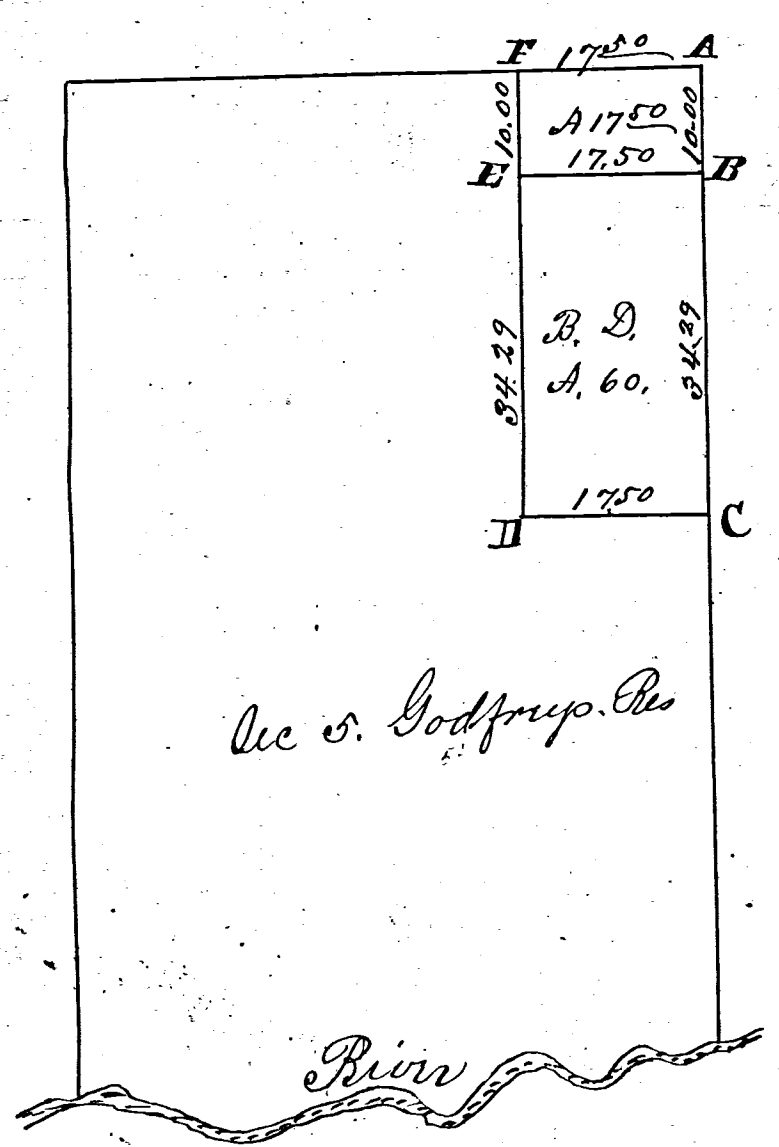 F 17 50 A
10.00
A 17 50
10.00
17.50
E B
34 29
B. D.
A. 60.
34.29
17.50
D C
Sec 5. Godfroys. Res
River